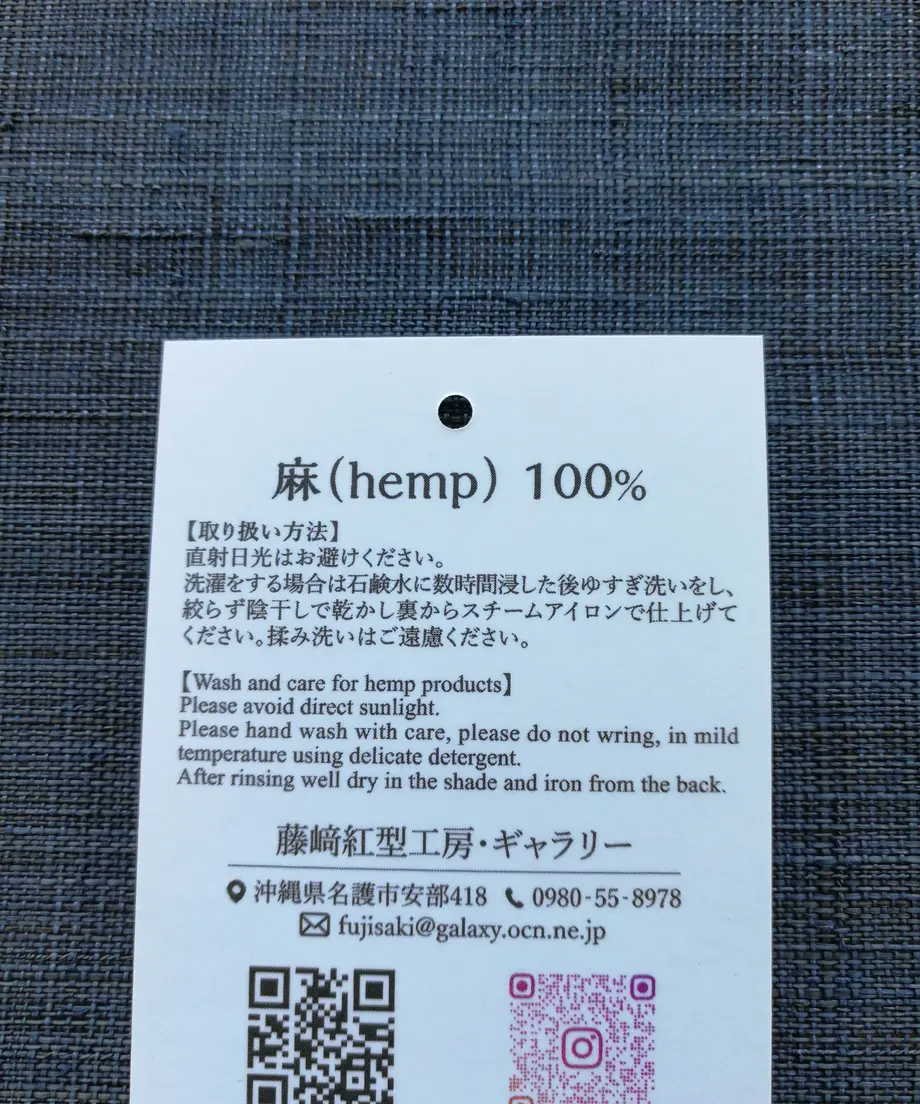 麻(hemp) 100%
【取り扱い方法】
直射日光はお避けください。
洗濯をする場合は石鹸水に数時間浸した後ゆすぎ洗いをし、
絞らず陰干しで乾かし裏からスチームアイロンで仕上げて
ください。揉み洗いはご遠慮ください。
【Wash and care for hemp products】
Please avoid direct sunlight.
Please hand wash with care, please do not wring, in mild
temperature using delicate detergent.
After rinsing well dry in the shade and iron from the back.
藤﨑紅型工房・ギャラリー
沖縄県名護市安部418 0980-55-8978
fujisaki@galaxy.ocn.ne.jp